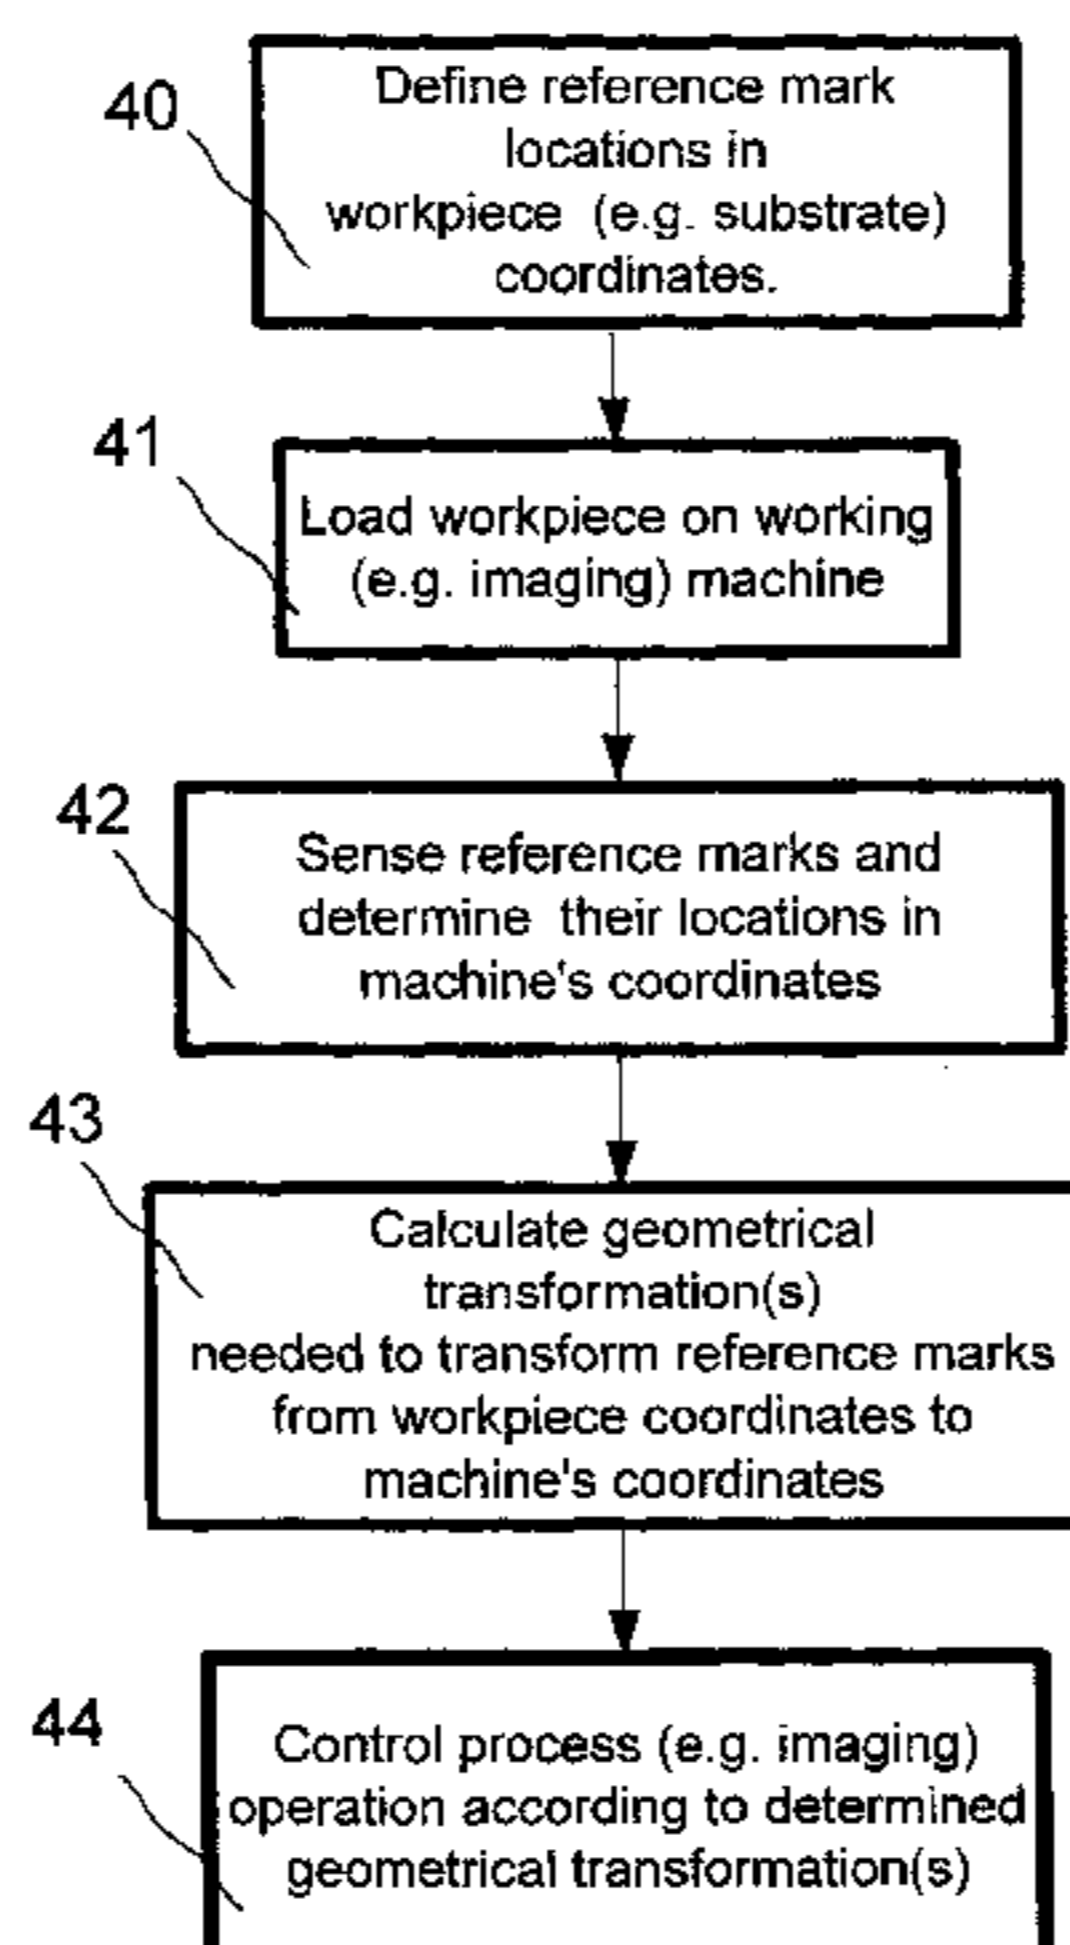 40
Define reference mark
locations in
workpiece (e.g. substrate)
coordinates.
41
Load workpiece on working
(e.g. imaging) machine
42
Sense reference marks and
determine their locations in
machine's coordinates
43
Calculate geometrical
transformation(s)
needed to transform reference marks
from workpiece coordinates to
machine's coordinates
44
Control process (e.g. imaging)
operation according to determined
geometrical transformation(s)